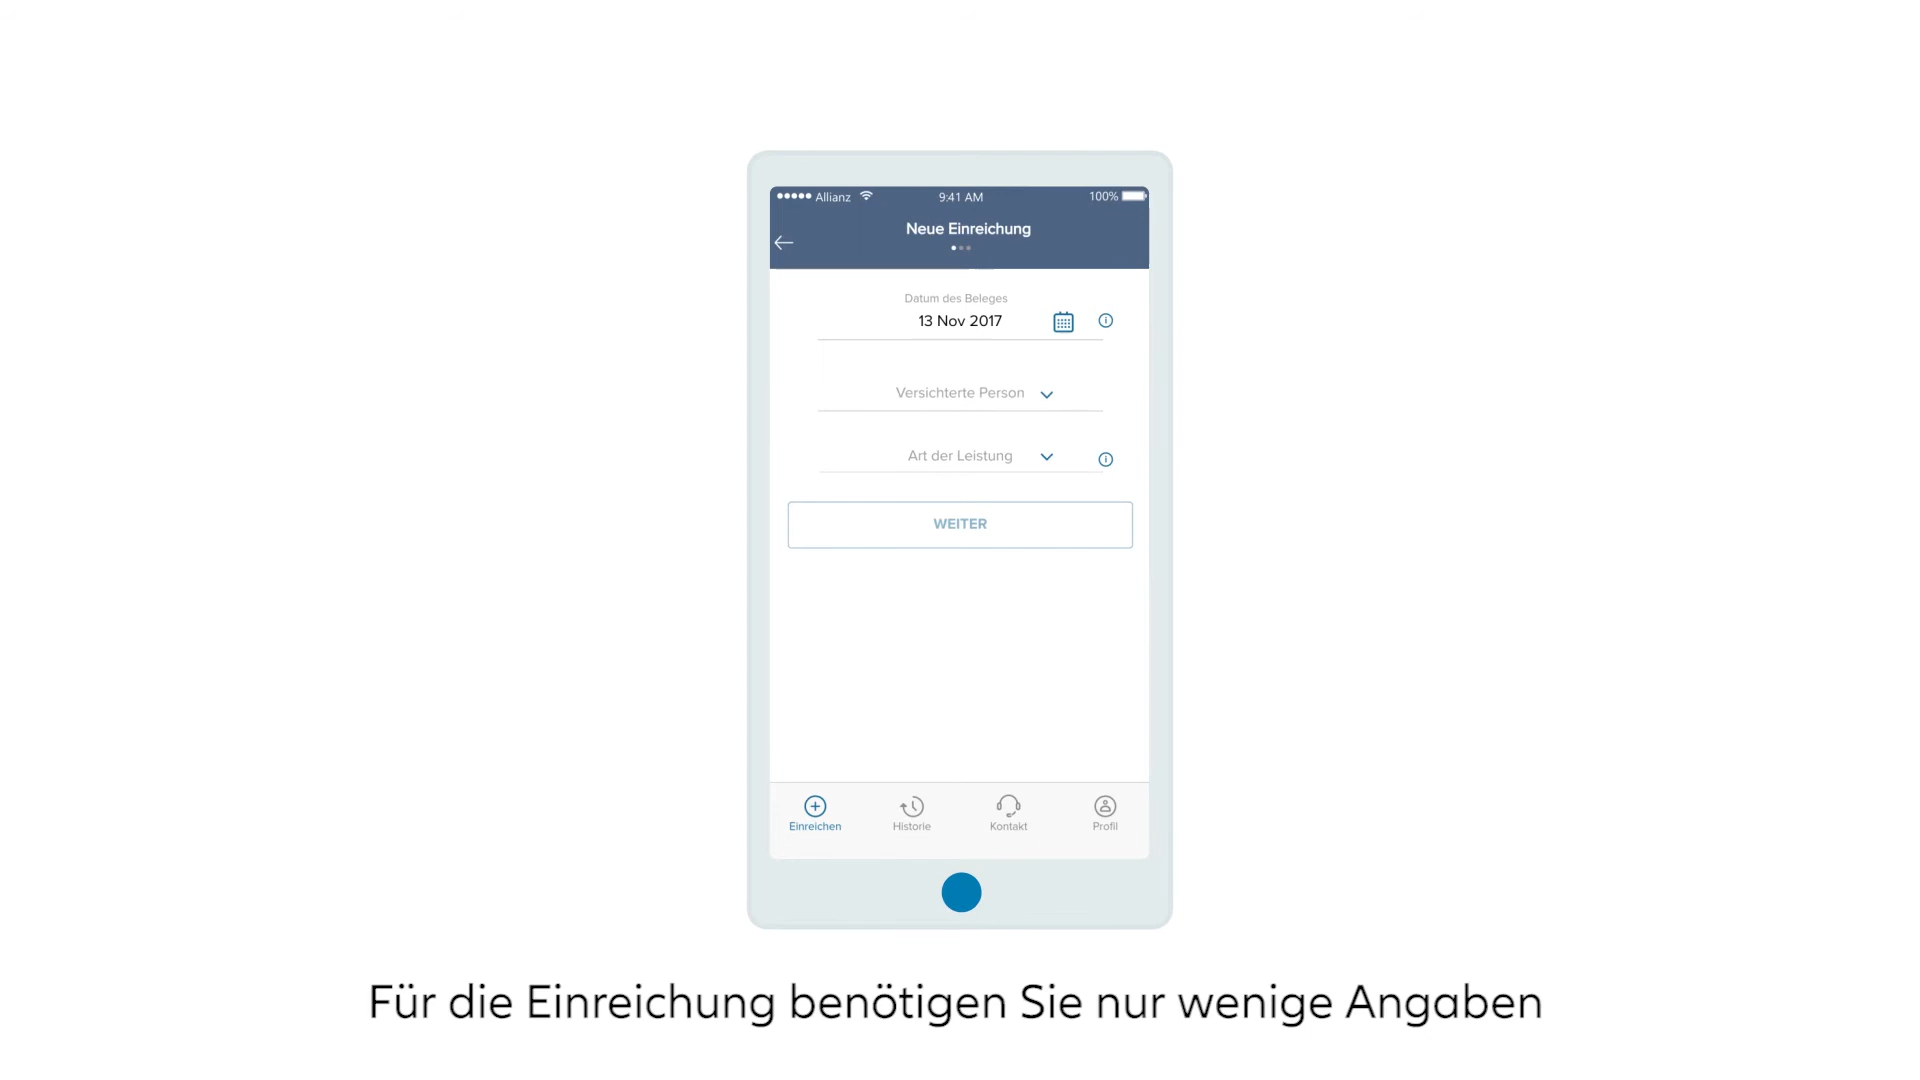 Allianz 9:41 AM 100%
Neue Einreichung
Datum des Beleges
13 Nov 2017
Versichterte Person
Art der Leistung
WEITER
Einreichen Historie Kontakt Profil
Für die Einreichung benötigen Sie nur wenige Angaben